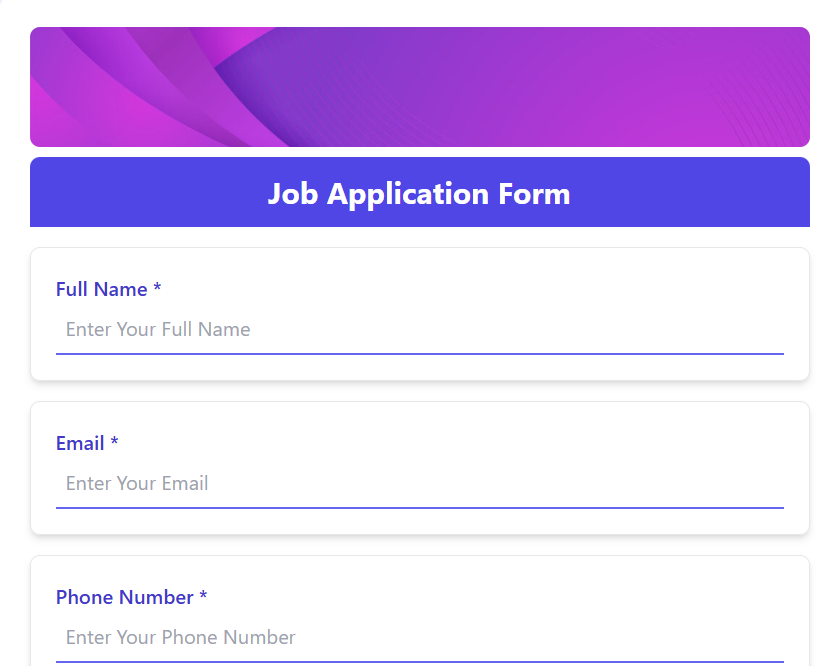 Job Application Form
Full Name *
Enter Your Full Name
Email *
Enter Your Email
Phone Number *
Enter Your Phone Number